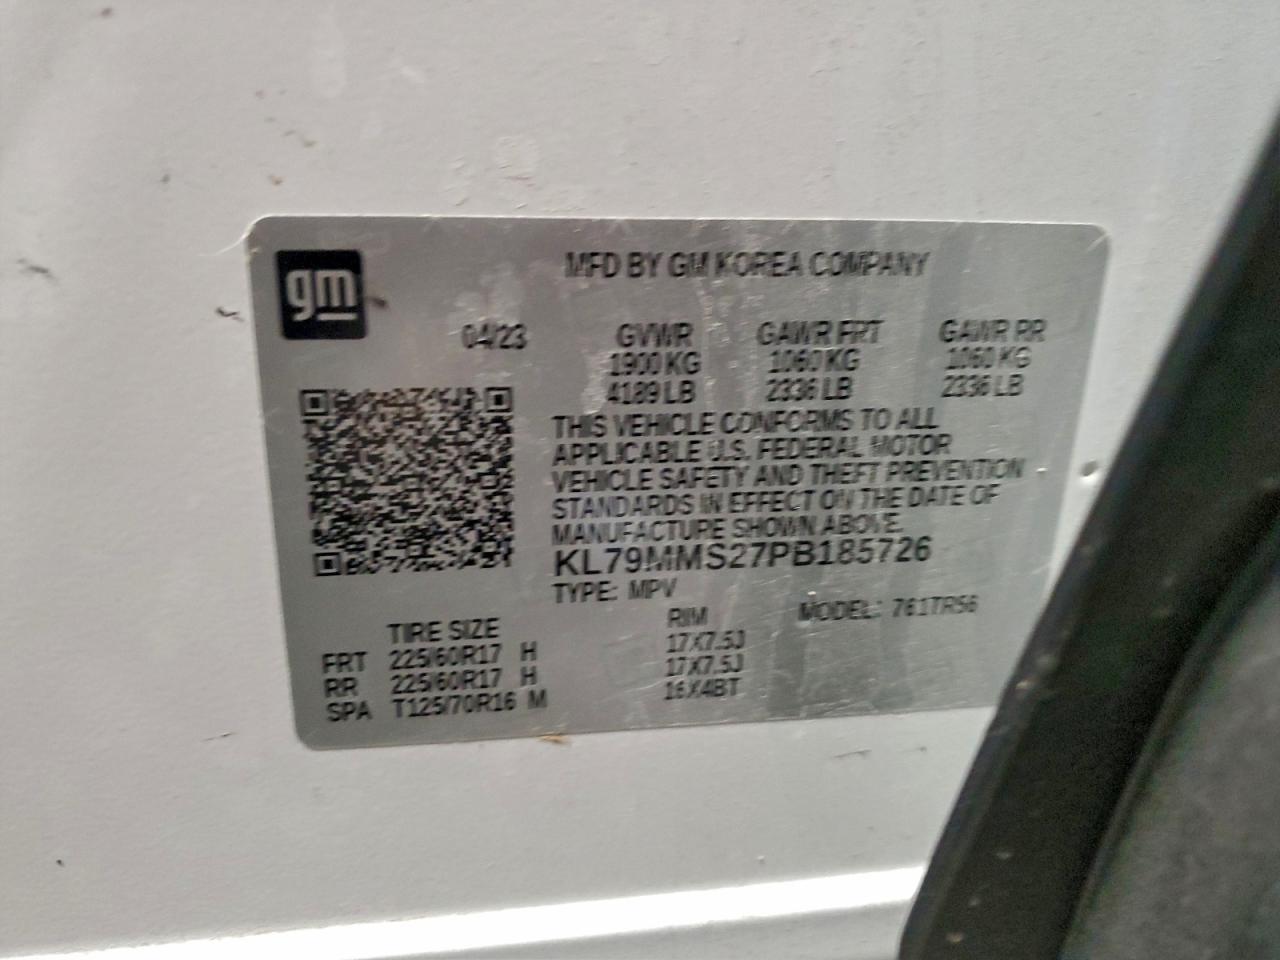 gm
MFD BY GM KOREA COMPANY
04/23 GVWR GAWR FRT GAWR RR
1900 KG 1060 KG 1060 KG
4189 LB 2336 LB 2336 LB
THIS VEHICLE CONFORMS TO ALL
APPLICABLE U.S. FEDERAL MOTOR
VEHICLE SAFETY AND THEFT PREVENTION
STANDARDS IN EFFECT ON THE DATE OF
MANUFACTURE SHOWN ABOVE.
KL79MMS27PB185726
TYPE: MPV MODEL: 761TR56
TIRE SIZE RIM
FRT 225/60R17 H 17X7.5J
RR 225/60R17 H 17X7.5J
SPA T125/70R16 M 16X4BT